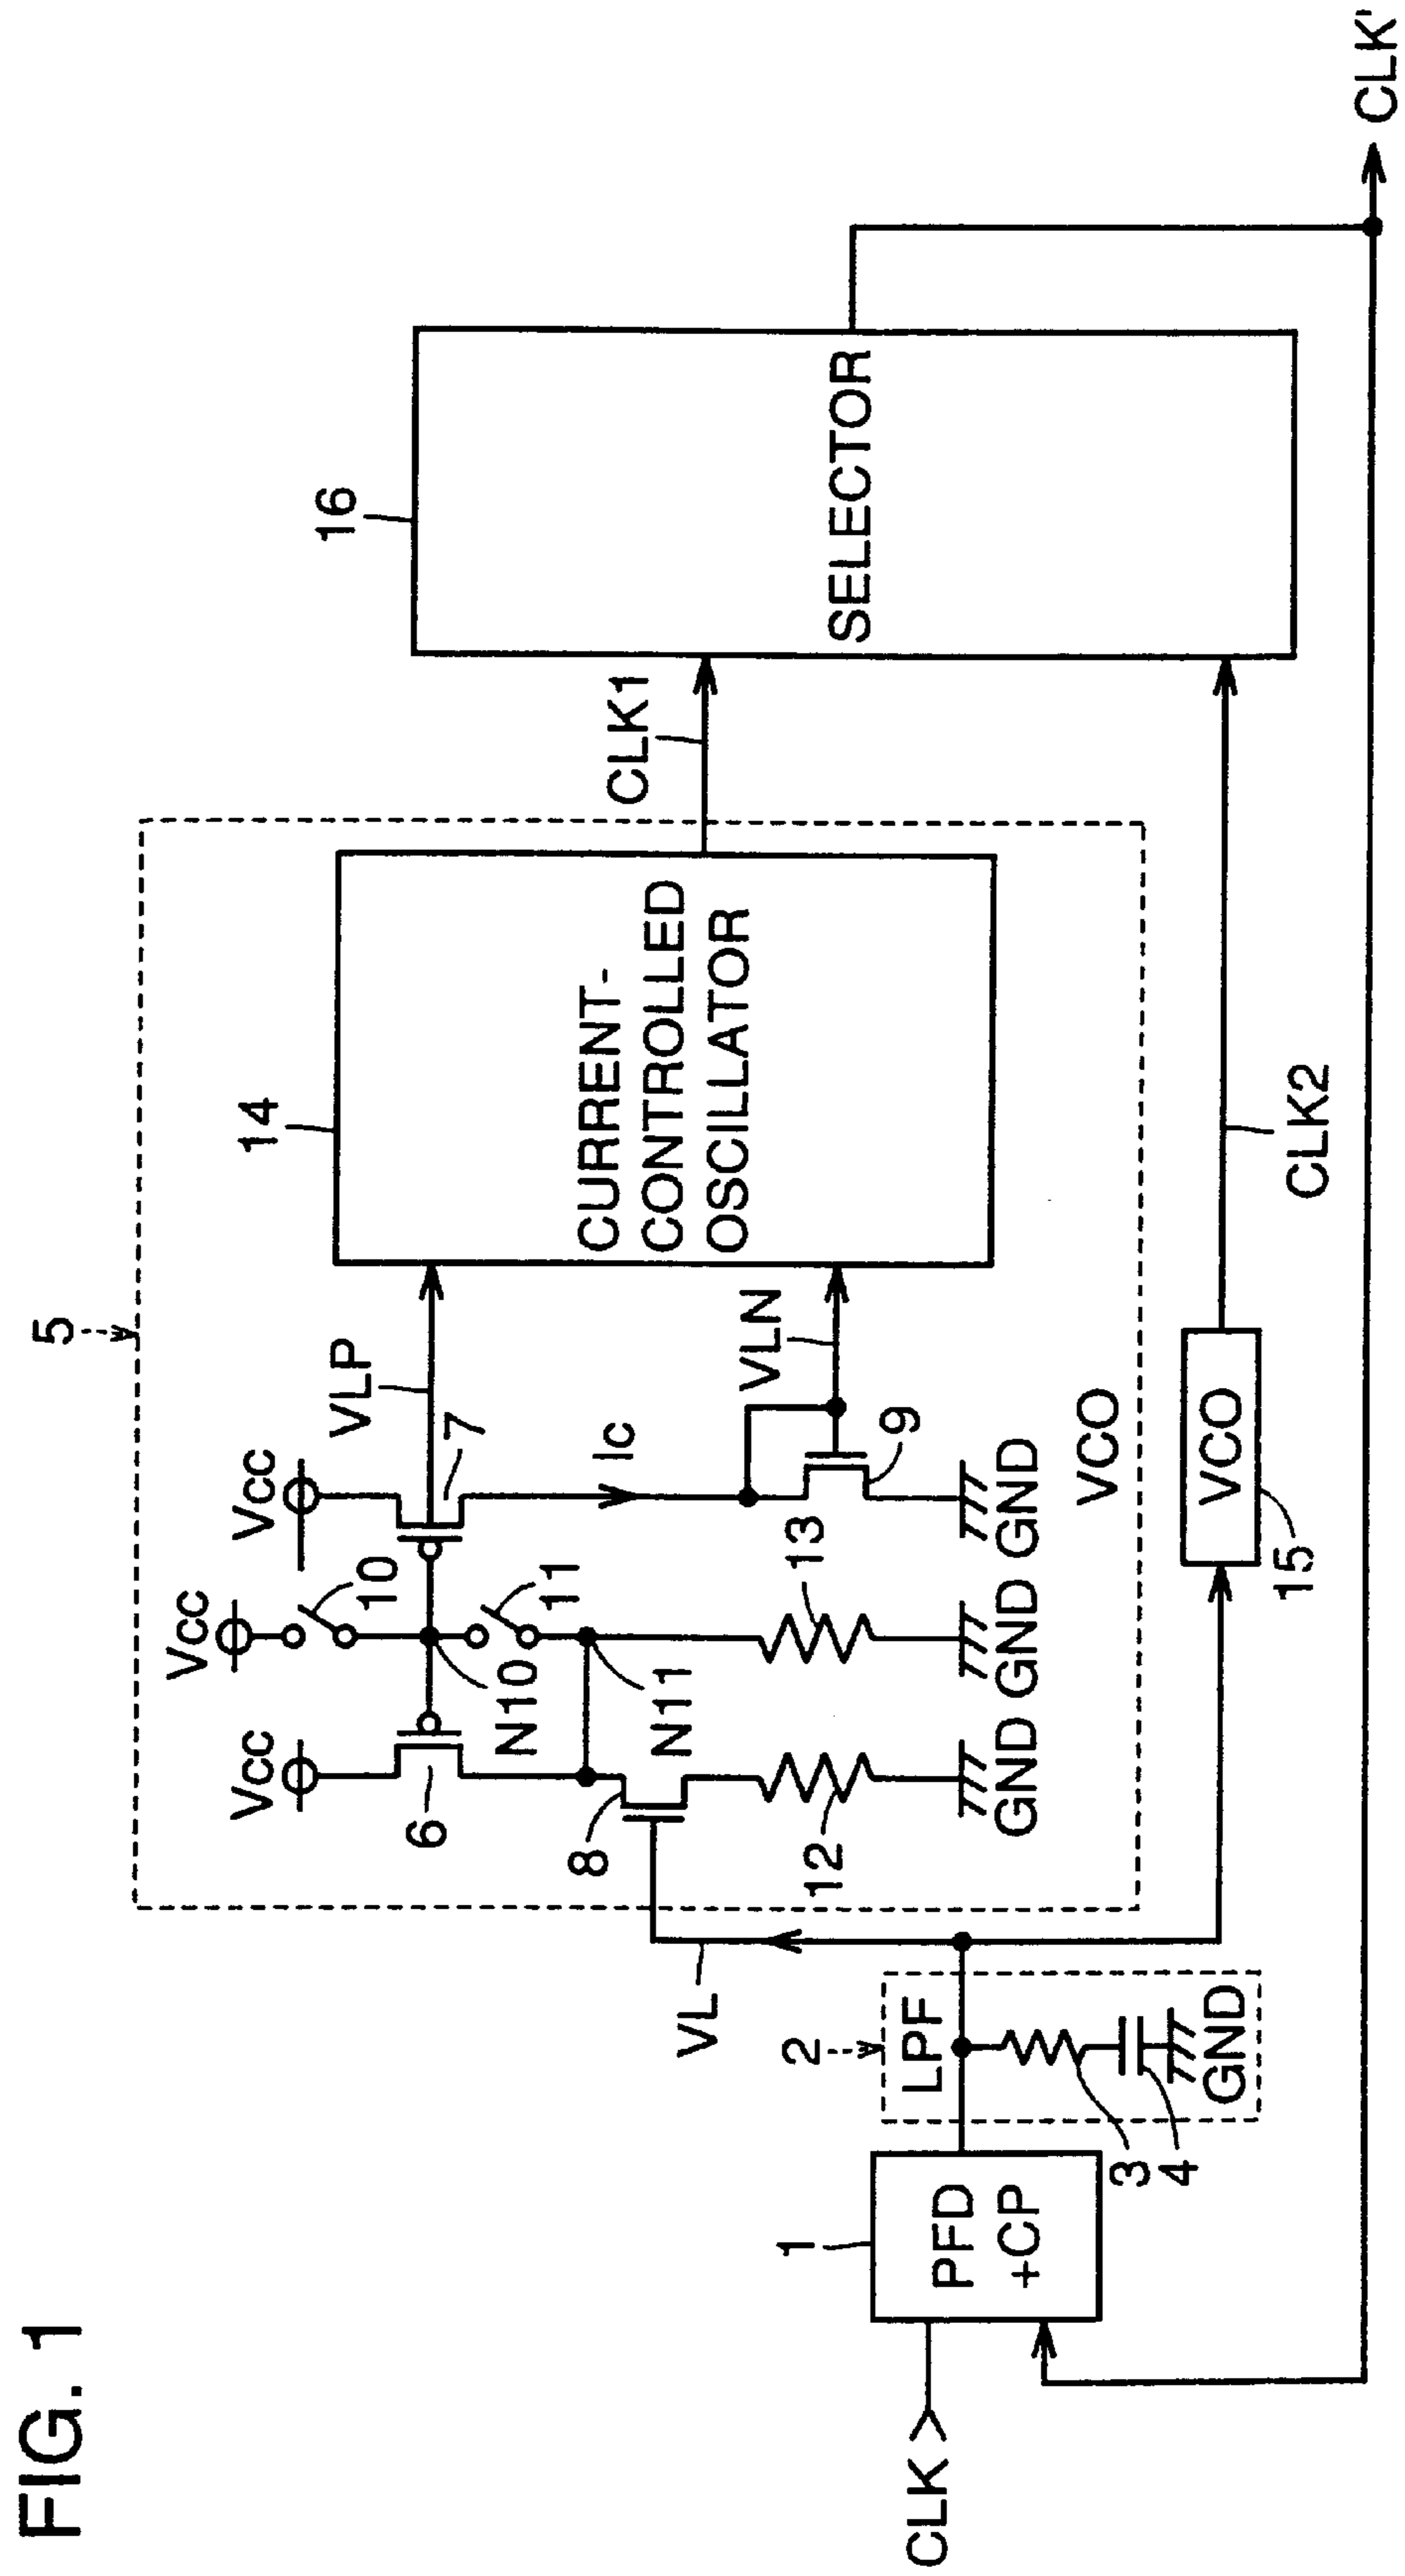 FIG. 1
5
Vcc
Vcc
Vcc
10
VLP
14
16
6
N10
7
11
CURRENT-
CONTROLLED
OSCILLATOR
CLK1
8
N11
Ic
VL
VLN
12
13
9
SELECTOR
GND
GND
GND
VCO
2
LPF
1
PFD
+CP
3
4
GND
VCO
15
CLK2
CLK
CLK'